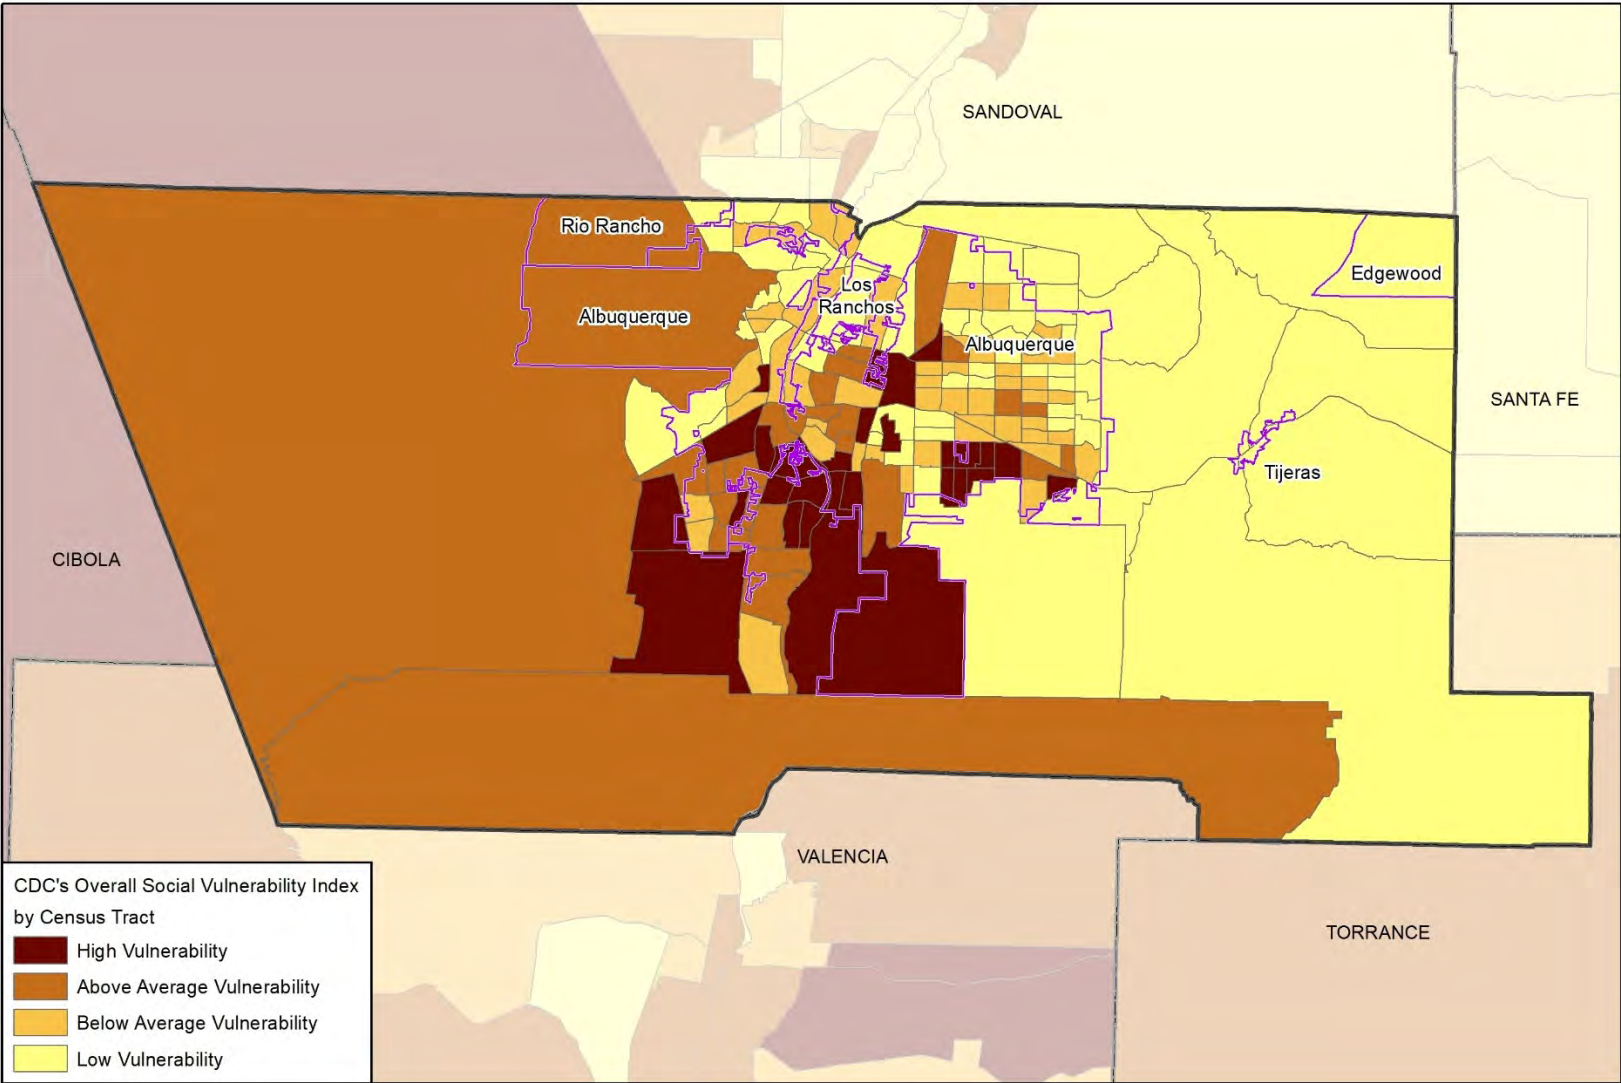 SANDOVAL
Rio Rancho
Edgewood
Los
Ranchos
Albuquerque
Albuquerque
SANTA FE
Tijeras
CIBOLA
VALENCIA
TORRANCE
CDC's Overall Social Vulnerability Index
by Census Tract
High Vulnerability
Above Average Vulnerability
Below Average Vulnerability
Low Vulnerability